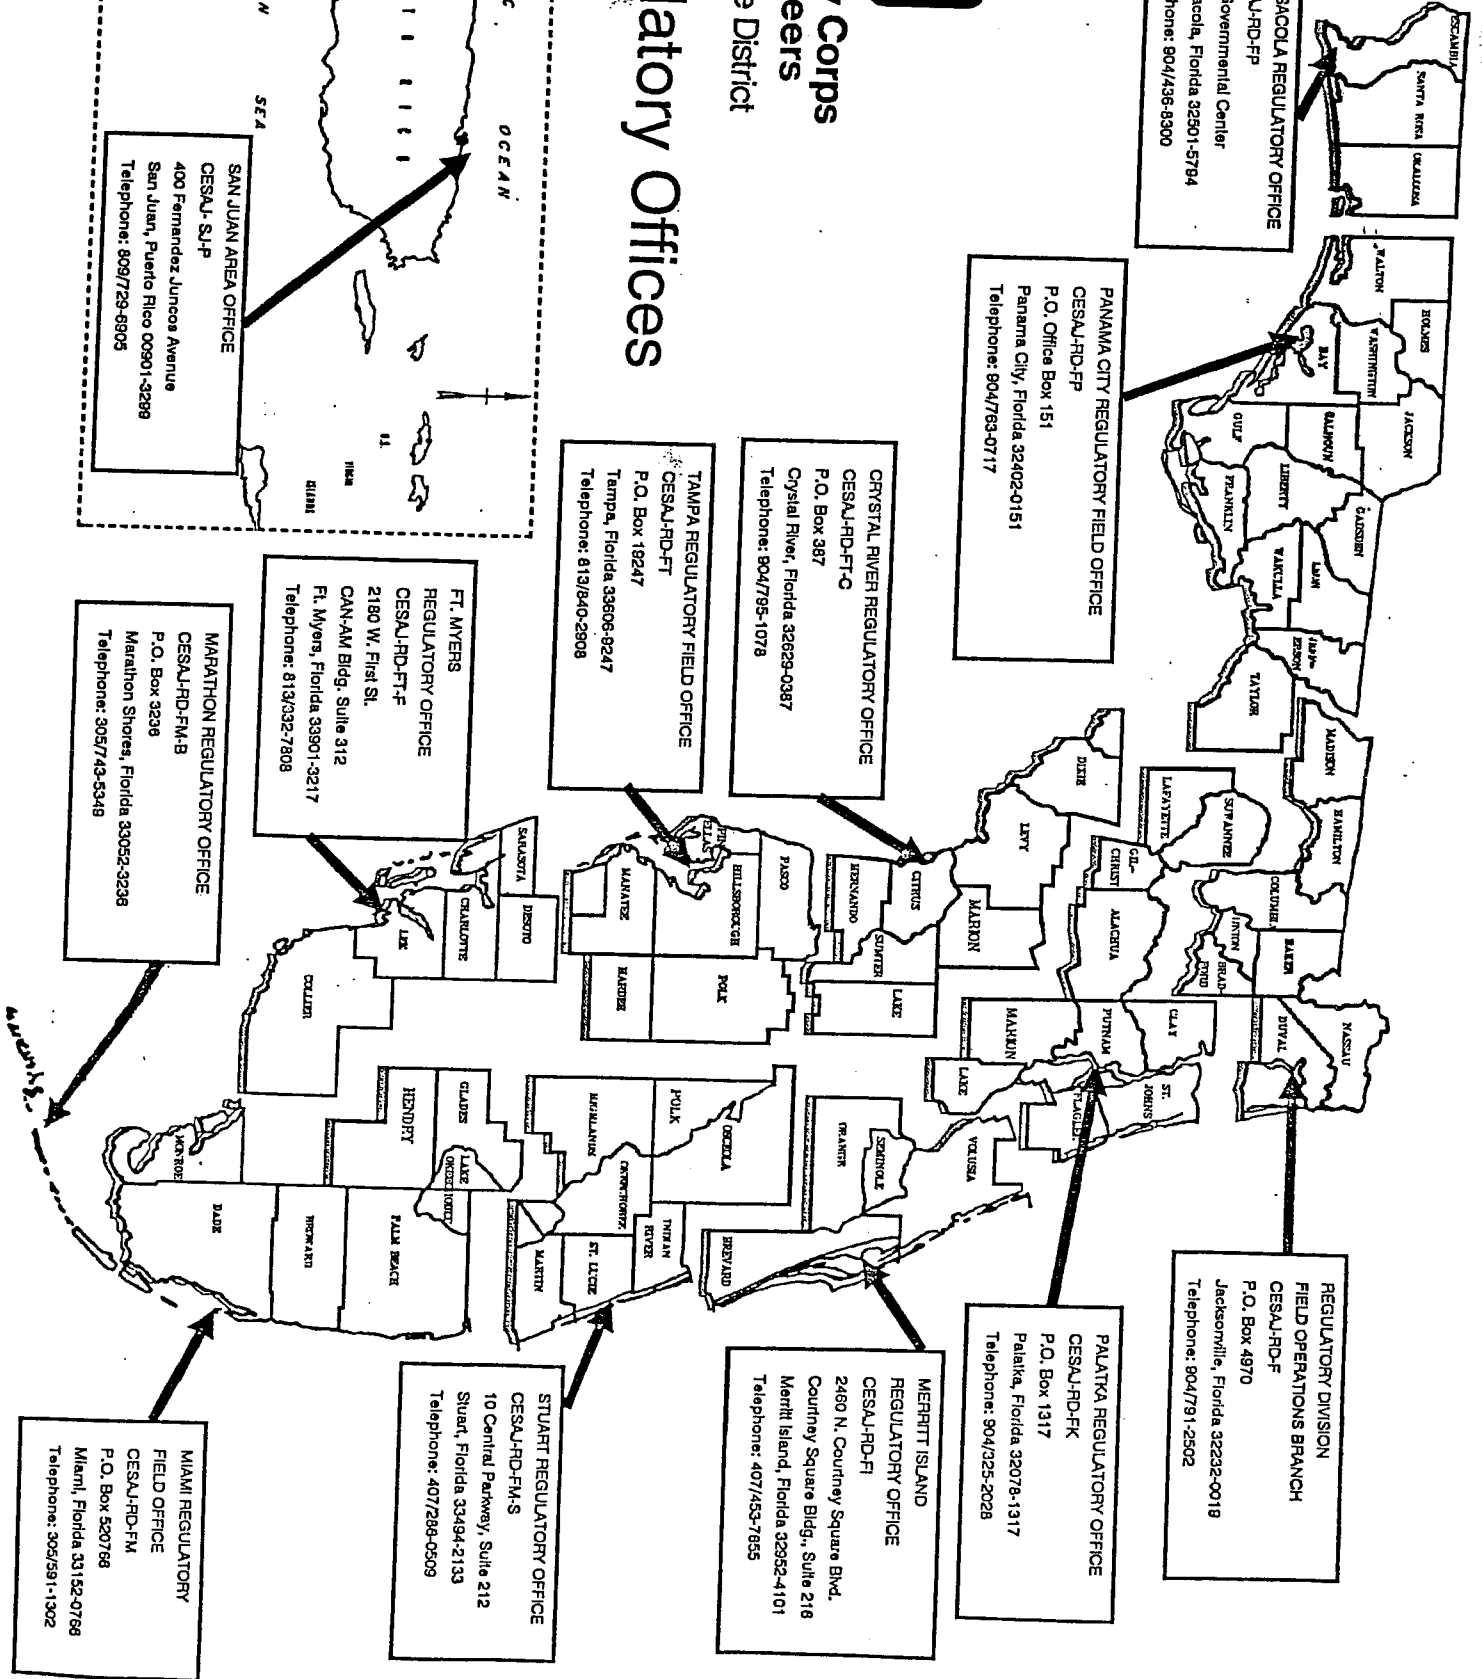 y Corps
eers
e District
latory Offices
SACOLA REGULATORY OFFICE
J-RD-FP
Governmental Center
acola, Florida 32501-5794
hone: 904/436-8300
PANAMA CITY REGULATORY FIELD OFFICE
CESAJ-RD-FP
P.O. Office Box 151
Panama City, Florida 32402-0151
Telephone: 904/763-0717
CRYSTAL RIVER REGULATORY OFFICE
CESAJ-RD-FT-C
P.O. Box 387
Crystal River, Florida 32629-0387
Telephone: 904/795-1078
TAMPA REGULATORY FIELD OFFICE
CESAJ-RD-FT
P.O. Box 19247
Tampa, Florida 33606-9247
Telephone: 813/840-2908
FT. MYERS
REGULATORY OFFICE
CESAJ-RD-FT-F
2180 W. First St.
CAN-AM Bldg. Suite 312
Ft. Myers, Florida 33901-3217
Telephone: 813/332-7808
MARATHON REGULATORY OFFICE
CESAJ-RD-FM-B
P.O. Box 3236
Marathon Shores, Florida 33052-3236
Telephone: 305/743-5349
SAN JUAN AREA OFFICE
CESAJ- SJ-P
400 Fernandez Juncos Avenue
San Juan, Puerto Rico 00901-3299
Telephone: 809/729-6905
REGULATORY DIVISION
FIELD OPERATIONS BRANCH
CESAJ-RD-F
P.O. Box 4970
Jacksonville, Florida 32232-0019
Telephone: 904/791-2502
PALATKA REGULATORY OFFICE
CESAJ-RD-FK
P.O. Box 1317
Palatka, Florida 32078-1317
Telephone: 904/325-2028
MERRITT ISLAND
REGULATORY OFFICE
CESAJ-RD-FI
2460 N. Courtney Square Blvd.
Courtney Square Bldg., Suite 216
Merritt Island, Florida 32952-4101
Telephone: 407/453-7655
STUART REGULATORY OFFICE
CESAJ-RD-FM-S
10 Central Parkway, Suite 212
Stuart, Florida 33494-2133
Telephone: 407/286-0509
MIAMI REGULATORY
FIELD OFFICE
CESAJ-RD-FM
P.O. Box 520766
Miami, Florida 33152-0766
Telephone: 305/591-1302
OCEAN
SEA
ESCAMBIA
SANTA ROSA
OKALOOSA
WALTON
HOLMES
WASHINGTON
BAY
JACKSON
CALHOUN
GULF
LIBERTY
FRANKLIN
GADSDEN
LEON
WAKULLA
JEFF-
ERSON
TAYLOR
MADISON
HAMILTON
SUWANNEE
LAFAYETTE
DIXIE
COLUMBIA
UNION
BRAD-
FORD
BAKER
NASSAU
DUVAL
CLAY
ST.
JOHNS
PUTNAM
FLAGLER
ALACHUA
GIL-
CHRIST
LEVY
MARION
MARION
CITRUS
HERNANDO
SUMTER
LAKE
LAKE
VOLUSIA
SEMINOLE
ORANGE
PASCO
PIN
ELLAS
HILLSBOROUGH
POLK
POLK
OSCEOLA
BREVARD
INDIAN
RIVER
MANATEE
HARDEE
HIGHLANDS
ST. LUCIE
MARTIN
SARASOTA
DESOTO
CHARLOTTE
GLADES
LAKE
LEE
HENDRY
PALM BEACH
COLLIER
BROWARD
MONROE
DADE